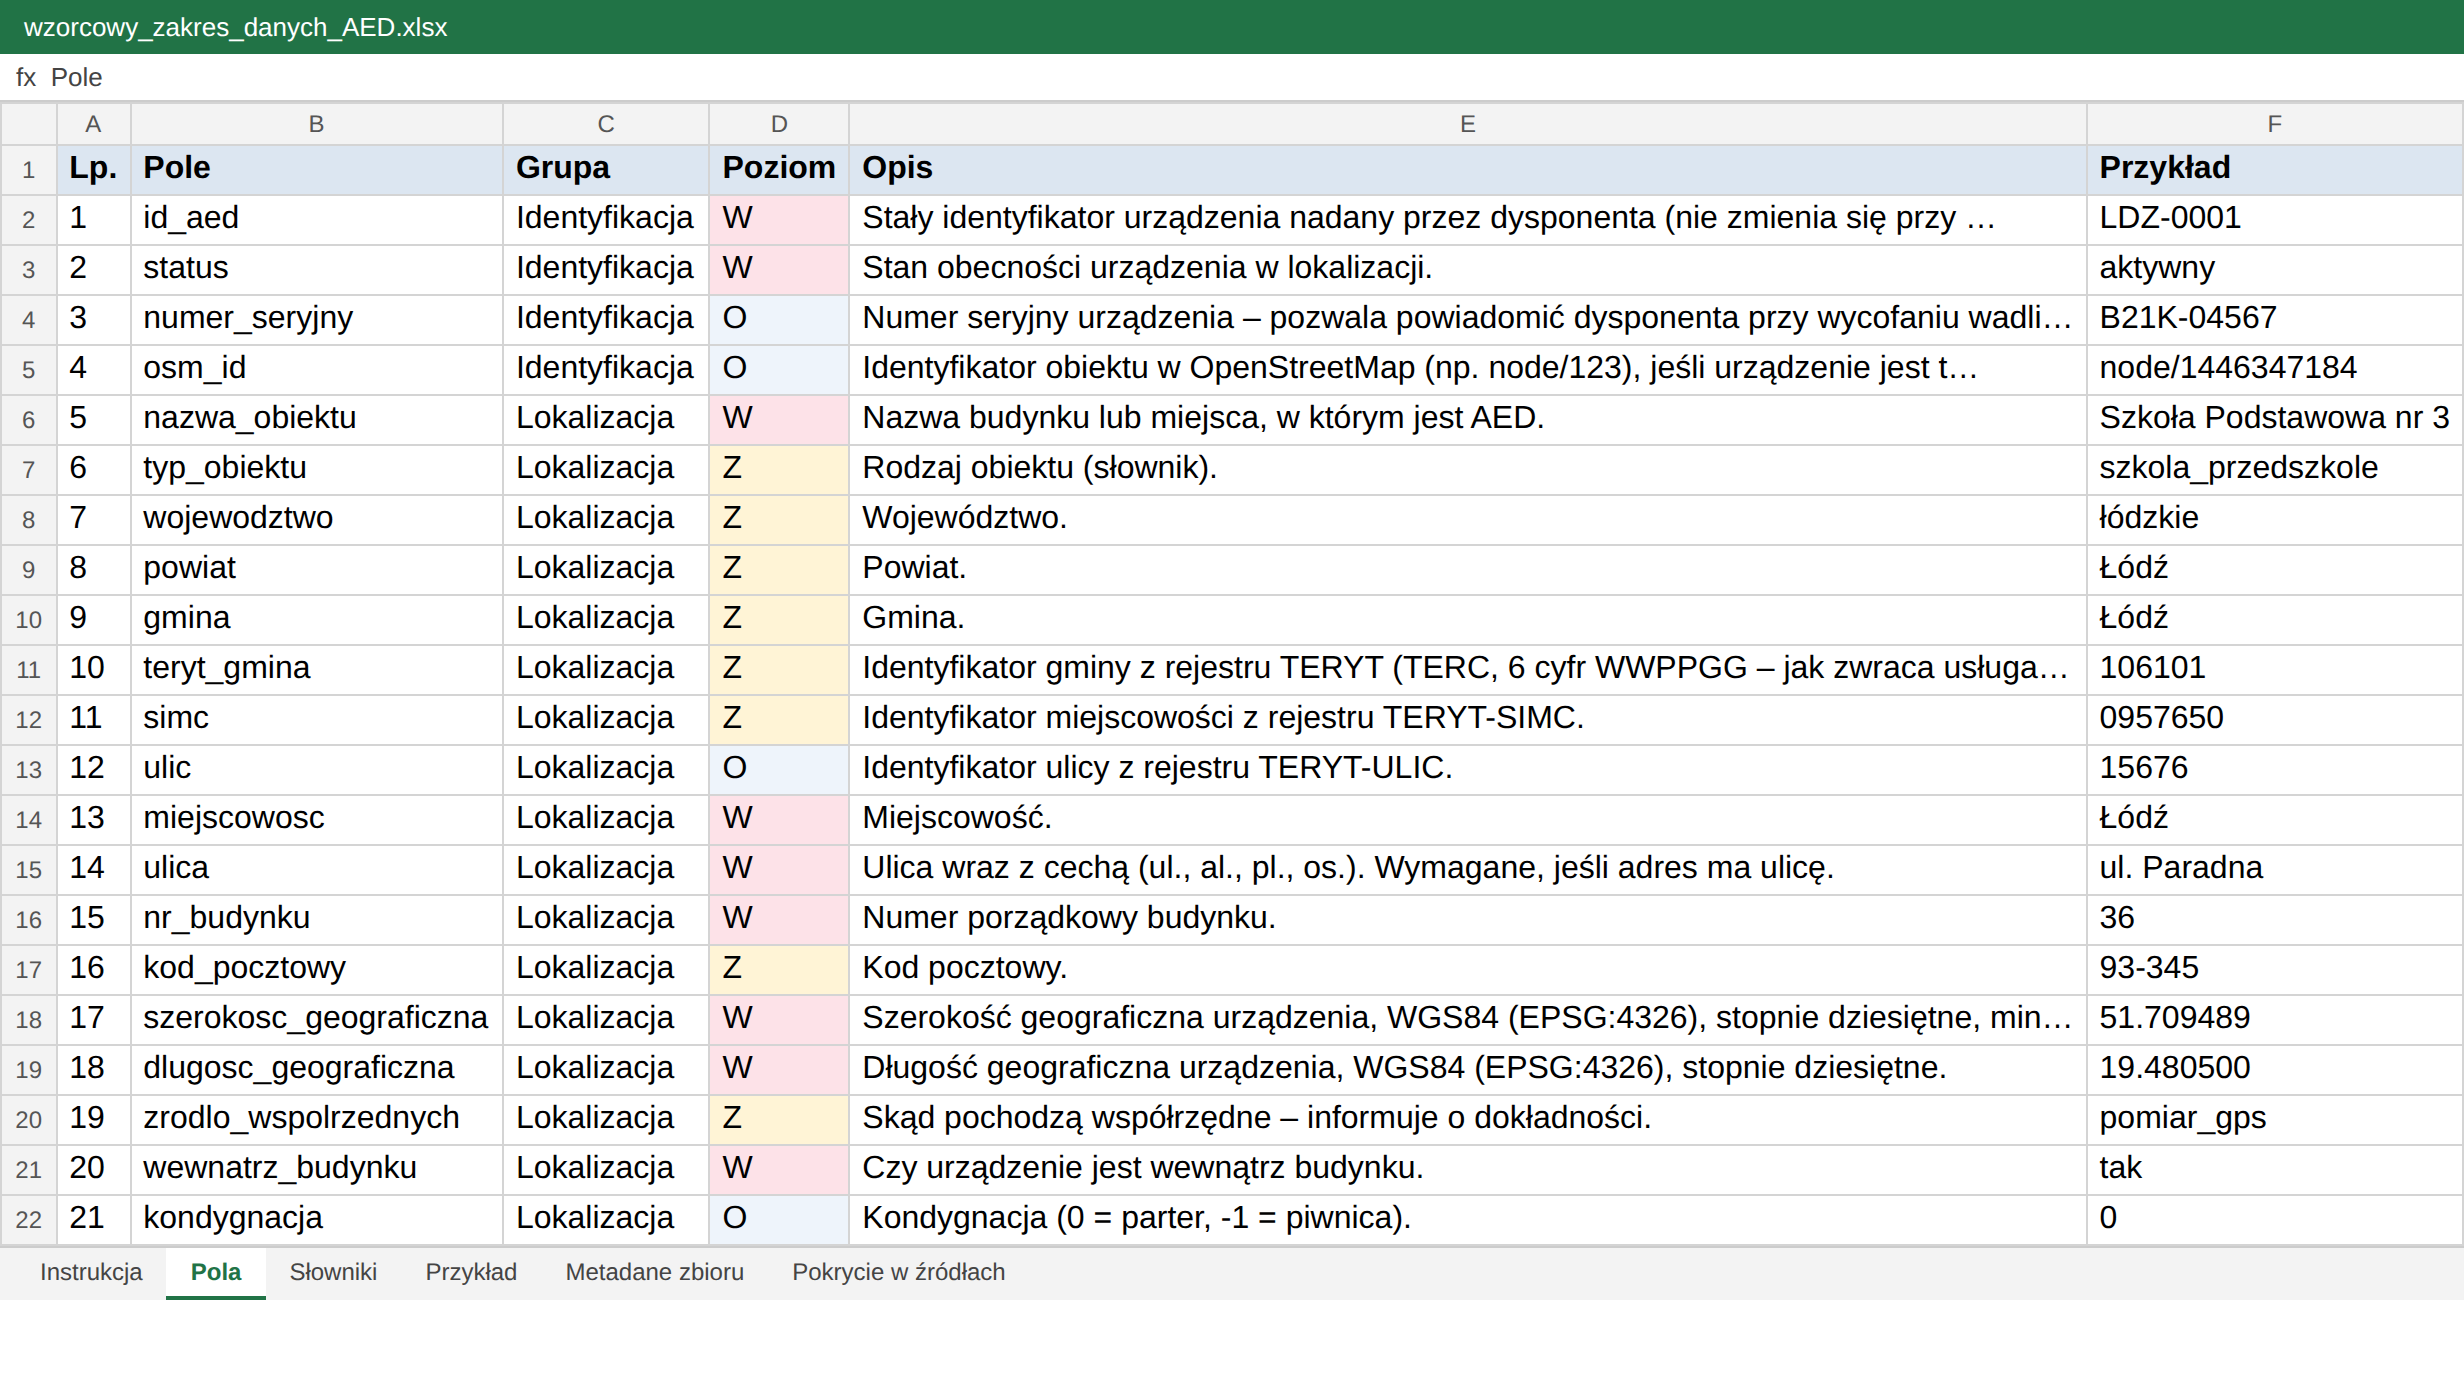 wzorcowy_zakres_danych_AED.xlsx
fx Pole
A B C D E F
1 Lp. Pole Grupa Poziom Opis Przykład
2 1 id_aed Identyfikacja W Stały identyfikator urządzenia nadany przez dysponenta (nie zmienia się przy … LDZ-0001
3 2 status Identyfikacja W Stan obecności urządzenia w lokalizacji. aktywny
4 3 numer_seryjny Identyfikacja O Numer seryjny urządzenia – pozwala powiadomić dysponenta przy wycofaniu wadli… B21K-04567
5 4 osm_id Identyfikacja O Identyfikator obiektu w OpenStreetMap (np. node/123), jeśli urządzenie jest t… node/1446347184
6 5 nazwa_obiektu Lokalizacja W Nazwa budynku lub miejsca, w którym jest AED. Szkoła Podstawowa nr 3
7 6 typ_obiektu Lokalizacja Z Rodzaj obiektu (słownik). szkola_przedszkole
8 7 wojewodztwo Lokalizacja Z Województwo. łódzkie
9 8 powiat Lokalizacja Z Powiat. Łódź
10 9 gmina Lokalizacja Z Gmina. Łódź
11 10 teryt_gmina Lokalizacja Z Identyfikator gminy z rejestru TERYT (TERC, 6 cyfr WWPPGG – jak zwraca usługa… 106101
12 11 simc Lokalizacja Z Identyfikator miejscowości z rejestru TERYT-SIMC. 0957650
13 12 ulic Lokalizacja O Identyfikator ulicy z rejestru TERYT-ULIC. 15676
14 13 miejscowosc Lokalizacja W Miejscowość. Łódź
15 14 ulica Lokalizacja W Ulica wraz z cechą (ul., al., pl., os.). Wymagane, jeśli adres ma ulicę. ul. Paradna
16 15 nr_budynku Lokalizacja W Numer porządkowy budynku. 36
17 16 kod_pocztowy Lokalizacja Z Kod pocztowy. 93-345
18 17 szerokosc_geograficzna Lokalizacja W Szerokość geograficzna urządzenia, WGS84 (EPSG:4326), stopnie dziesiętne, min… 51.709489
19 18 dlugosc_geograficzna Lokalizacja W Długość geograficzna urządzenia, WGS84 (EPSG:4326), stopnie dziesiętne. 19.480500
20 19 zrodlo_wspolrzednych Lokalizacja Z Skąd pochodzą współrzędne – informuje o dokładności. pomiar_gps
21 20 wewnatrz_budynku Lokalizacja W Czy urządzenie jest wewnątrz budynku. tak
22 21 kondygnacja Lokalizacja O Kondygnacja (0 = parter, -1 = piwnica). 0
Instrukcja Pola Słowniki Przykład Metadane zbioru Pokrycie w źródłach